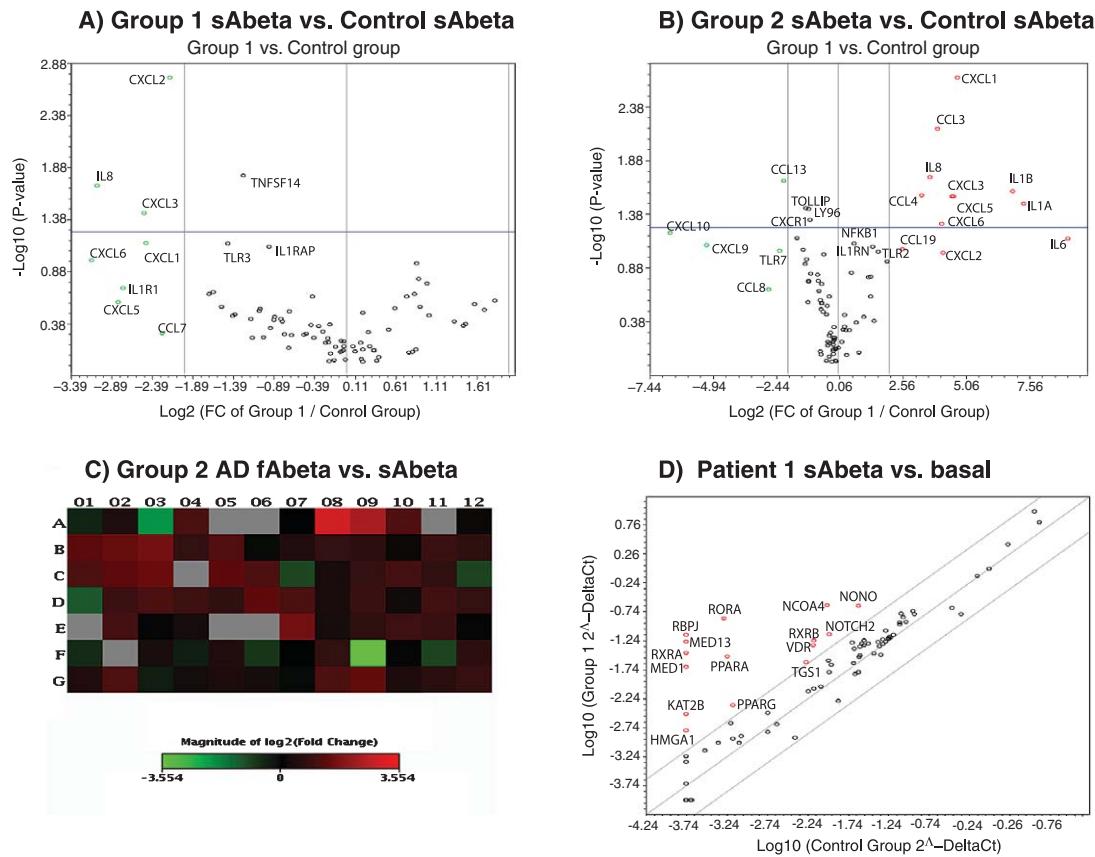 A) Group 1 sAbeta vs. Control sAbeta
Group 1 vs. Control group
2.88
2.38
1.88
1.38
0.88
0.38
-Log10 (P-value)
CXCL2
IL8
TNFSF14
CXCL3
CXCL6
CXCL1
TLR3
IL1RAP
IL1R1
CXCL5
CCL7
-3.39 -2.89 -2.39 -1.89 -1.39 -0.89 -0.39 0.11 0.61 1.11 1.61
Log2 (FC of Group 1 / Conrol Group)
B) Group 2 sAbeta vs. Control sAbeta
Group 1 vs. Control group
2.38
1.88
1.38
0.88
0.38
-Log10 (P-value)
CXCL1
CCL3
CCL13
IL8
IL1B
CCL4
CXCL3
IL1A
TOLLIP
LY96
CXCL5
CXCR1
CXCL6
CXCL10
NFKB1
CXCL9
IL1RN
CCL19
IL6
TLR7
TLR2
CXCL2
CCL8
-7.44 -4.94 -2.44 0.06 2.56 5.06 7.56
Log2 (FC of Group 1 / Control Group)
C) Group 2 AD fAbeta vs. sAbeta
01 02 03 04 05 06 07 08 09 10 11 12
A
B
C
D
E
F
G
Magnitude of log2(Fold Change)
-3.554 0 3.554
D) Patient 1 sAbeta vs. basal
0.76
0.26
-0.24
-0.74
-1.24
-1.74
-2.24
-2.74
-3.24
-3.74
Log10 (Group 1 2^–DeltaCt)
NCOA4
NONO
RORA
RBPJ
RXRB
NOTCH2
MED13
VDR
RXRA
PPARA
MED1
TGS1
KAT2B
PPARG
HMGA1
-4.24 -3.74 -3.24 -2.74 -2.24 -1.74 -1.24 -0.24 -0.26 -0.76
Log10 (Control Group 2^–DeltaCt)